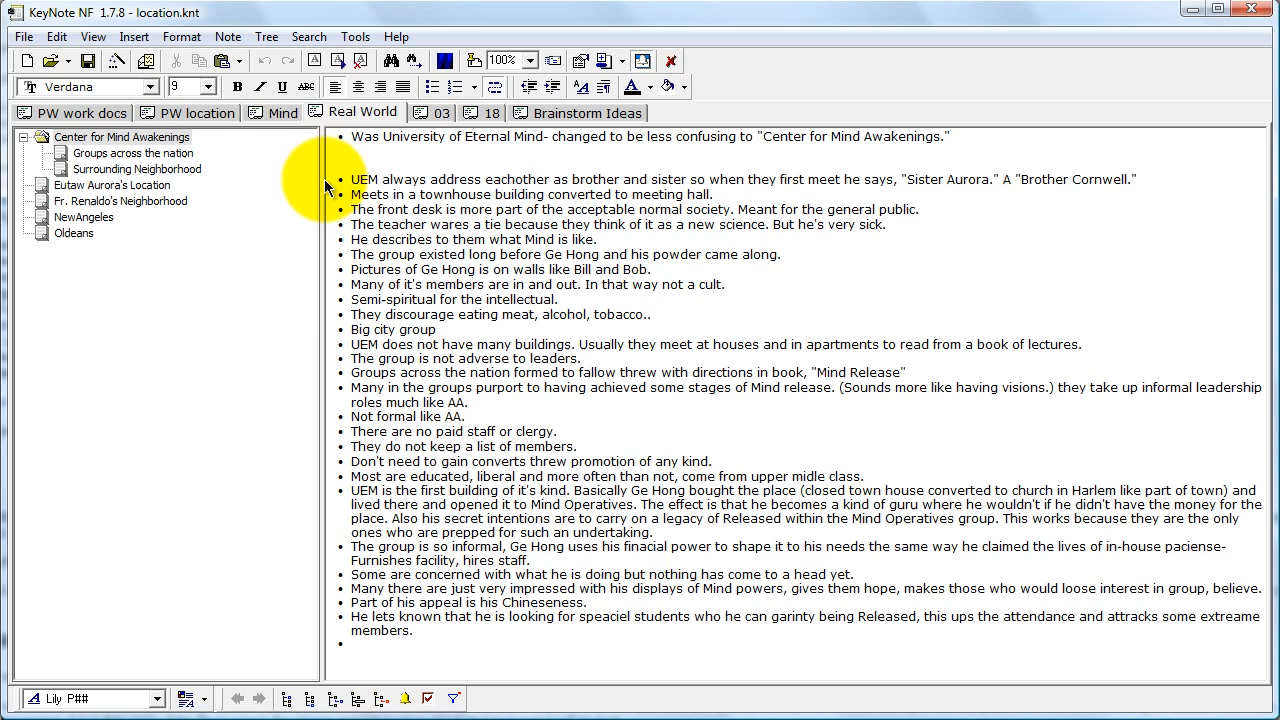 KeyNote NF 1.7.8 - location.knt
File Edit View Insert Format Note Tree Search Tools Help
100%
Verdana 9 B I U ABC
PW work docs PW location Mind Real World 03 18 Brainstorm Ideas
Center for Mind Awakenings
Groups across the nation
Surrounding Neighborhood
Eutaw Aurora's Location
Fr. Renaldo's Neighborhood
NewAngeles
Oldeans
• Was University of Eternal Mind- changed to be less confusing to "Center for Mind Awakenings."
• UEM always address eachother as brother and sister so when they first meet he says, "Sister Aurora." A "Brother Cornwell."
• Meets in a townhouse building converted to meeting hall.
• The front desk is more part of the acceptable normal society. Meant for the general public.
• The teacher wares a tie because they think of it as a new science. But he's very sick.
• He describes to them what Mind is like.
• The group existed long before Ge Hong and his powder came along.
• Pictures of Ge Hong is on walls like Bill and Bob.
• Many of it's members are in and out. In that way not a cult.
• Semi-spiritual for the intellectual.
• They discourage eating meat, alcohol, tobacco..
• Big city group
• UEM does not have many buildings. Usually they meet at houses and in apartments to read from a book of lectures.
• The group is not adverse to leaders.
• Groups across the nation formed to fallow threw with directions in book, "Mind Release"
• Many in the groups purport to having achieved some stages of Mind release. (Sounds more like having visions.) they take up informal leadership
roles much like AA.
• Not formal like AA.
• There are no paid staff or clergy.
• They do not keep a list of members.
• Don't need to gain converts threw promotion of any kind.
• Most are educated, liberal and more often than not, come from upper midle class.
• UEM is the first building of it's kind. Basically Ge Hong bought the place (closed town house converted to church in Harlem like part of town) and
lived there and opened it to Mind Operatives. The effect is that he becomes a kind of guru where he wouldn't if he didn't have the money for the
place. Also his secret intentions are to carry on a legacy of Released within the Mind Operatives group. This works because they are the only
ones who are prepped for such an undertaking.
• The group is so informal, Ge Hong uses his finacial power to shape it to his needs the same way he claimed the lives of in-house paciense-
Furnishes facility, hires staff.
• Some are concerned with what he is doing but nothing has come to a head yet.
• Many there are just very impressed with his displays of Mind powers, gives them hope, makes those who would loose interest in group, believe.
• Part of his appeal is his Chineseness.
• He lets known that he is looking for speaciel students who he can garinty being Released, this ups the attendance and attracks some extreame
members.
•
Lily P##